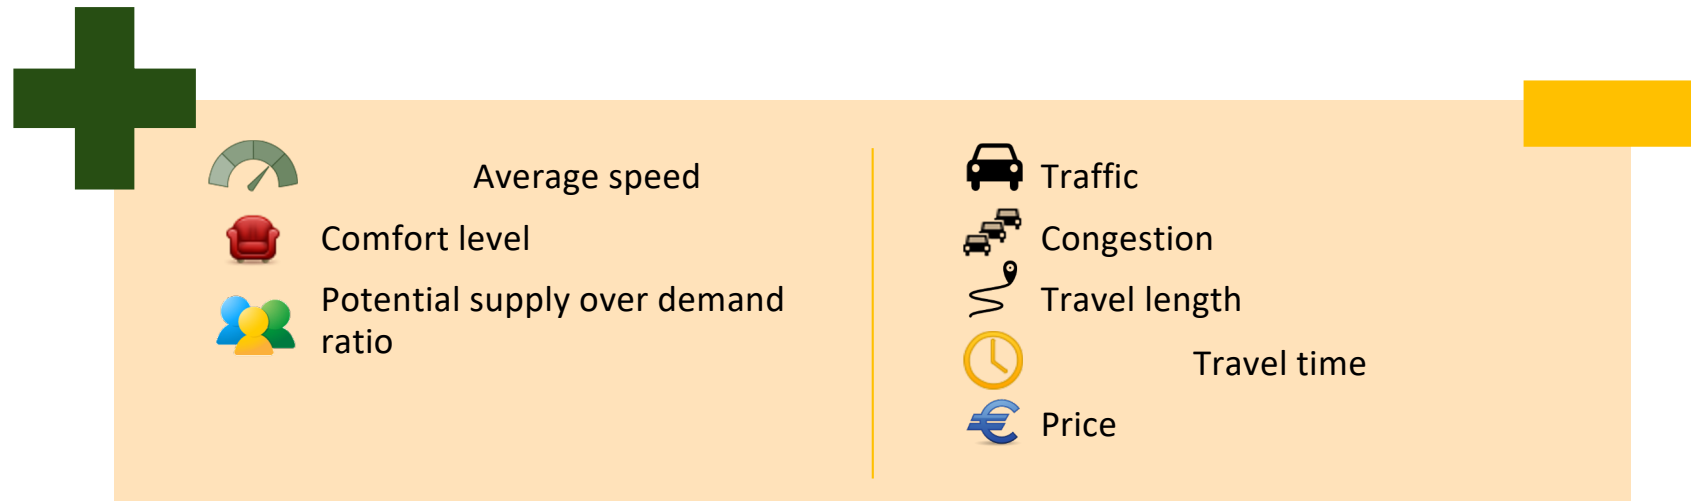 Average speed
Comfort level
Potential supply over demand
ratio
Traffic
Congestion
Travel length
Travel time
Price